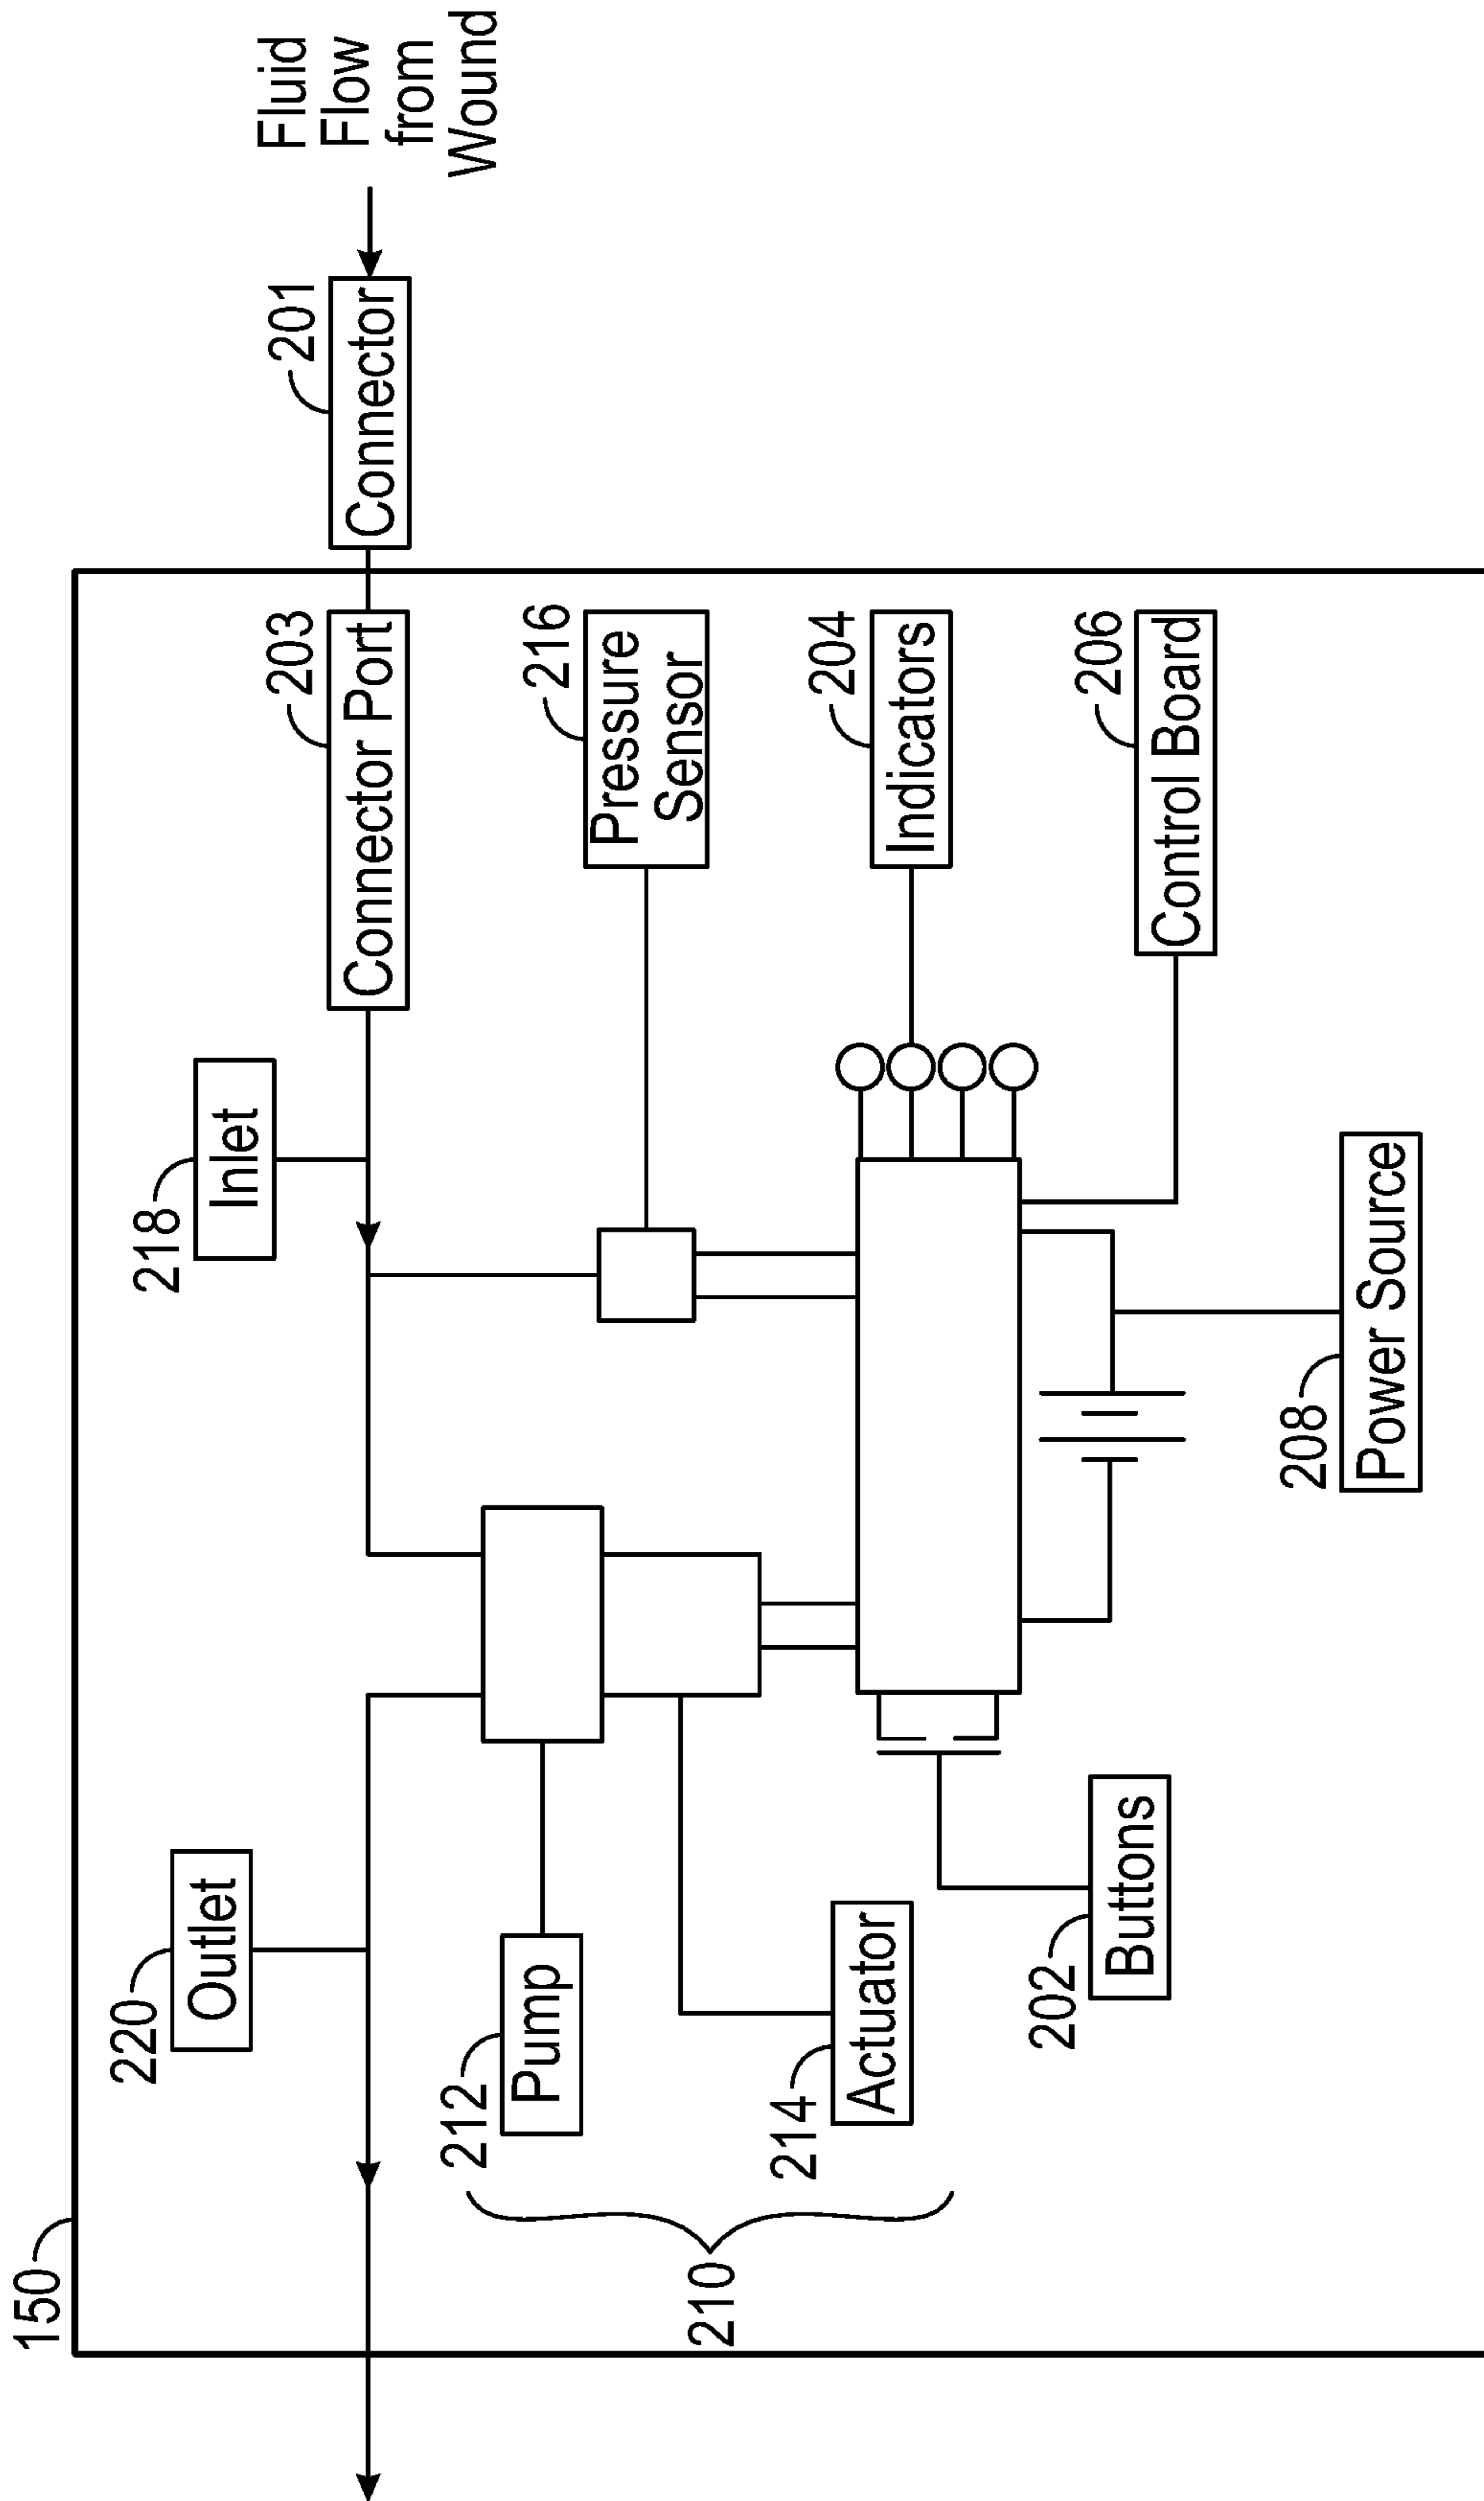 150
220
Outlet
218
Inlet
203
Connector Port
201
Connector
Fluid
Flow
from
Wound
212
Pump
216
Pressure
Sensor
210
214
Actuator
204
Indicators
202
Buttons
206
Control Board
208
Power Source